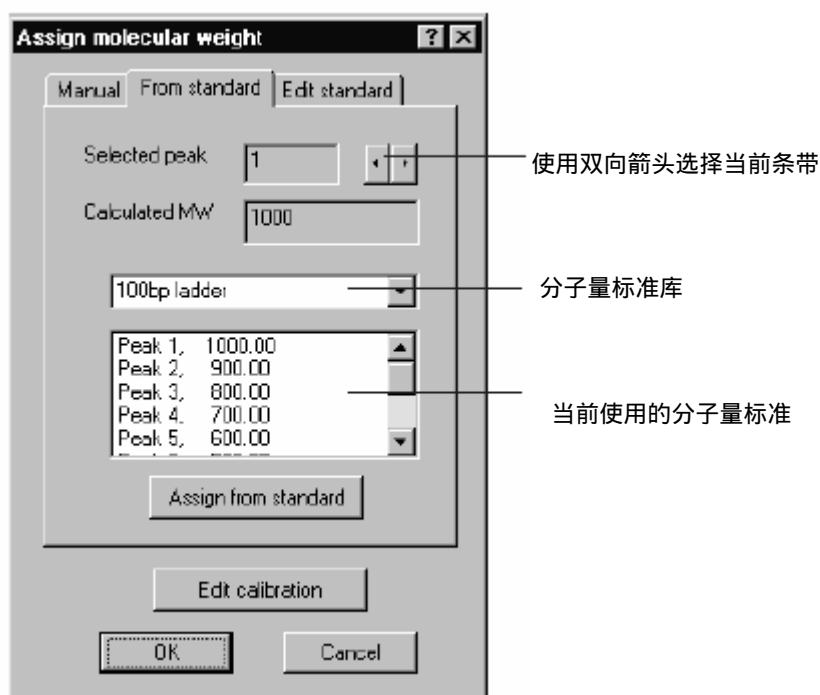 Assign molecular weight
Manual From standard Edit standard
Selected peak 1
使用双向箭头选择当前条带
Calculated MW 1000
100bp ladder
分子量标准库
Peak 1, 1000.00
Peak 2, 900.00
Peak 3, 800.00
Peak 4, 700.00
Peak 5, 600.00
当前使用的分子量标准
Assign from standard
Edit calibration
OK Cancel